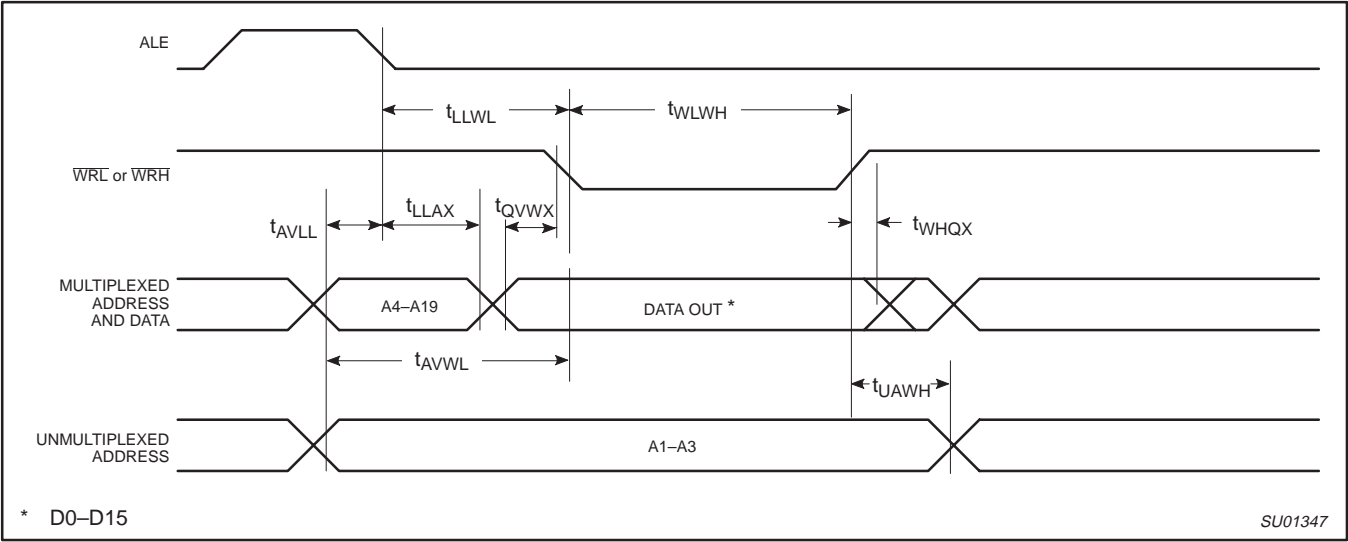 ALE
tLLWL
tWLWH
WRL or WRH
tAVLL
tLLAX
tQVWX
tWHQX
MULTIPLEXED
ADDRESS
AND DATA
A4–A19
DATA OUT *
tAVWL
tUAWH
UNMULTIPLEXED
ADDRESS
A1–A3
* D0–D15
SU01347